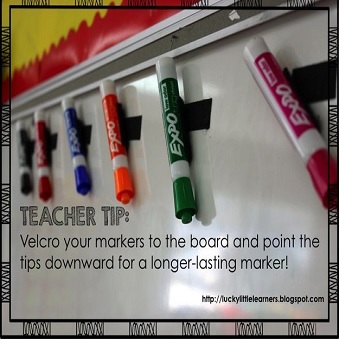 EXPO
EXPO
EXPO
EXPO
TEACHER TIP:
Velcro your markers to the board and point the
tips downward for a longer-lasting marker!
http://luckylittlelearners.blogspot.com